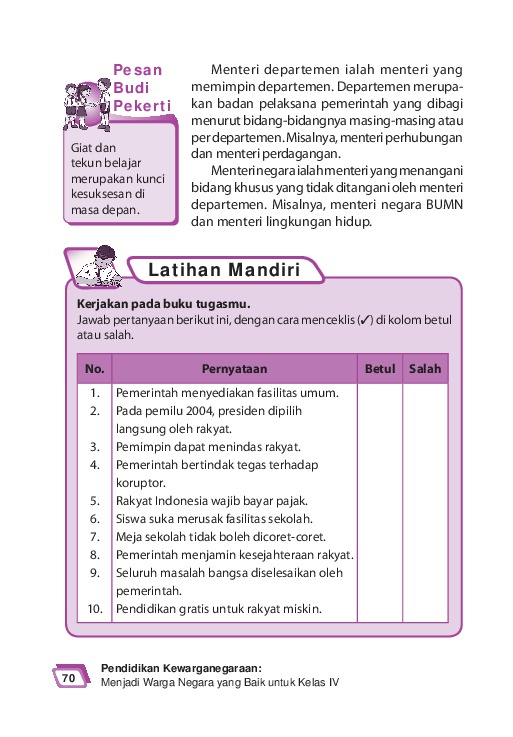 Pesan
Budi
Pekerti
Giat dan
tekun belajar
merupakan kunci
kesuksesan di
masa depan.
Menteri departemen ialah menteri yang
memimpin departemen. Departemen merupa-
kan badan pelaksana pemerintah yang dibagi
menurut bidang-bidangnya masing-masing atau
per departemen. Misalnya, menteri perhubungan
dan menteri perdagangan.
Menteri negara ialah menteri yang menangani
bidang khusus yang tidak ditangani oleh menteri
departemen. Misalnya, menteri negara BUMN
dan menteri lingkungan hidup.
Latihan Mandiri
Kerjakan pada buku tugasmu.
Jawab pertanyaan berikut ini, dengan cara menceklis (✓) di kolom betul
atau salah.
No. Pernyataan Betul Salah
1. Pemerintah menyediakan fasilitas umum.
2. Pada pemilu 2004, presiden dipilih
langsung oleh rakyat.
3. Pemimpin dapat menindas rakyat.
4. Pemerintah bertindak tegas terhadap
koruptor.
5. Rakyat Indonesia wajib bayar pajak.
6. Siswa suka merusak fasilitas sekolah.
7. Meja sekolah tidak boleh dicoret-coret.
8. Pemerintah menjamin kesejahteraan rakyat.
9. Seluruh masalah bangsa diselesaikan oleh
pemerintah.
10. Pendidikan gratis untuk rakyat miskin.
70
Pendidikan Kewarganegaraan:
Menjadi Warga Negara yang Baik untuk Kelas IV